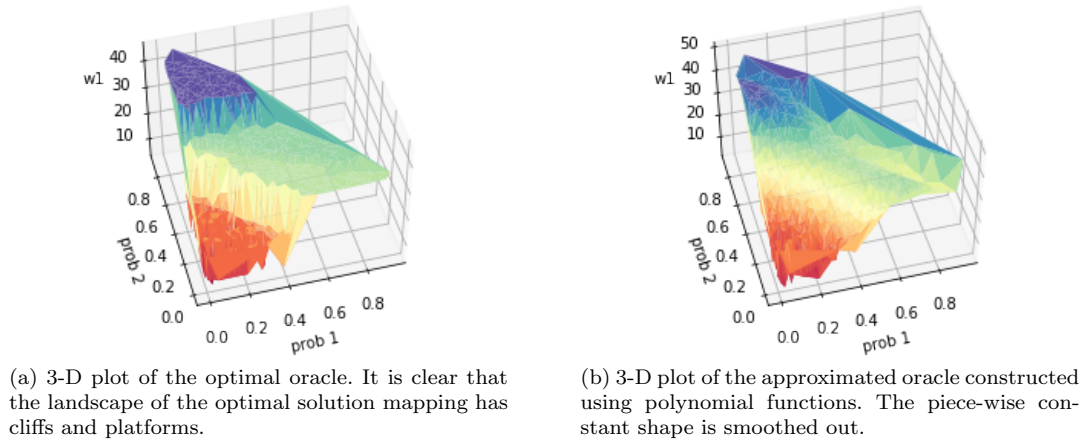 40
w1
30
20
10
0.8
0.6
0.4
0.2
0.0
prob 2
0.0
0.2
0.4
0.6
0.8
prob 1
(a) 3-D plot of the optimal oracle. It is clear that
the landscape of the optimal solution mapping has
cliffs and platforms.
50
40
w1
30
20
10
0.8
0.6
0.4
0.2
0.0
prob 2
0.0
0.2
0.4
0.6
0.8
prob 1
(b) 3-D plot of the approximated oracle constructed
using polynomial functions. The piece-wise con-
stant shape is smoothed out.